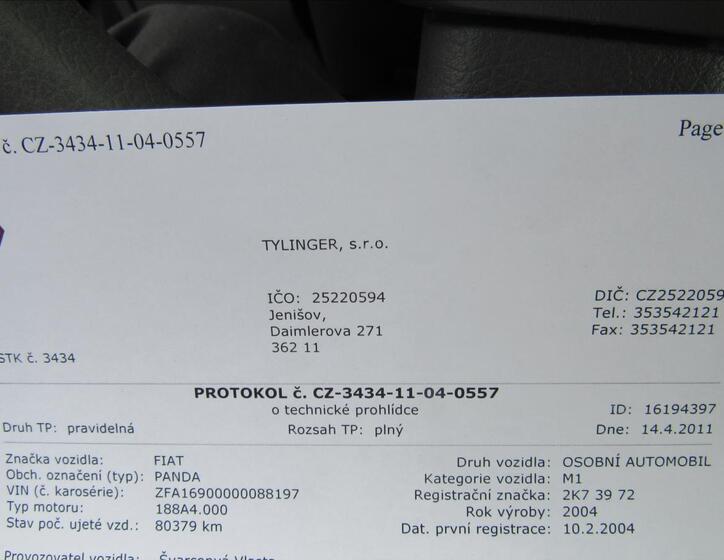 č. CZ-3434-11-04-0557 Page
TYLINGER, s.r.o.
IČO: 25220594 DIČ: CZ2522059
Jenišov, Tel.: 353542121
Daimlerova 271 Fax: 353542121
362 11
STK č. 3434
PROTOKOL č. CZ-3434-11-04-0557
o technické prohlídce ID: 16194397
Druh TP: pravidelná Rozsah TP: plný Dne: 14.4.2011
Značka vozidla: FIAT Druh vozidla: OSOBNÍ AUTOMOBIL
Obch. označení (typ): PANDA Kategorie vozidla: M1
VIN (č. karosérie): ZFA16900000088197 Registrační značka: 2K7 39 72
Typ motoru: 188A4.000 Rok výroby: 2004
Stav poč. ujeté vzd.: 80379 km Dat. první registrace: 10.2.2004
Provozovatel vozidla: